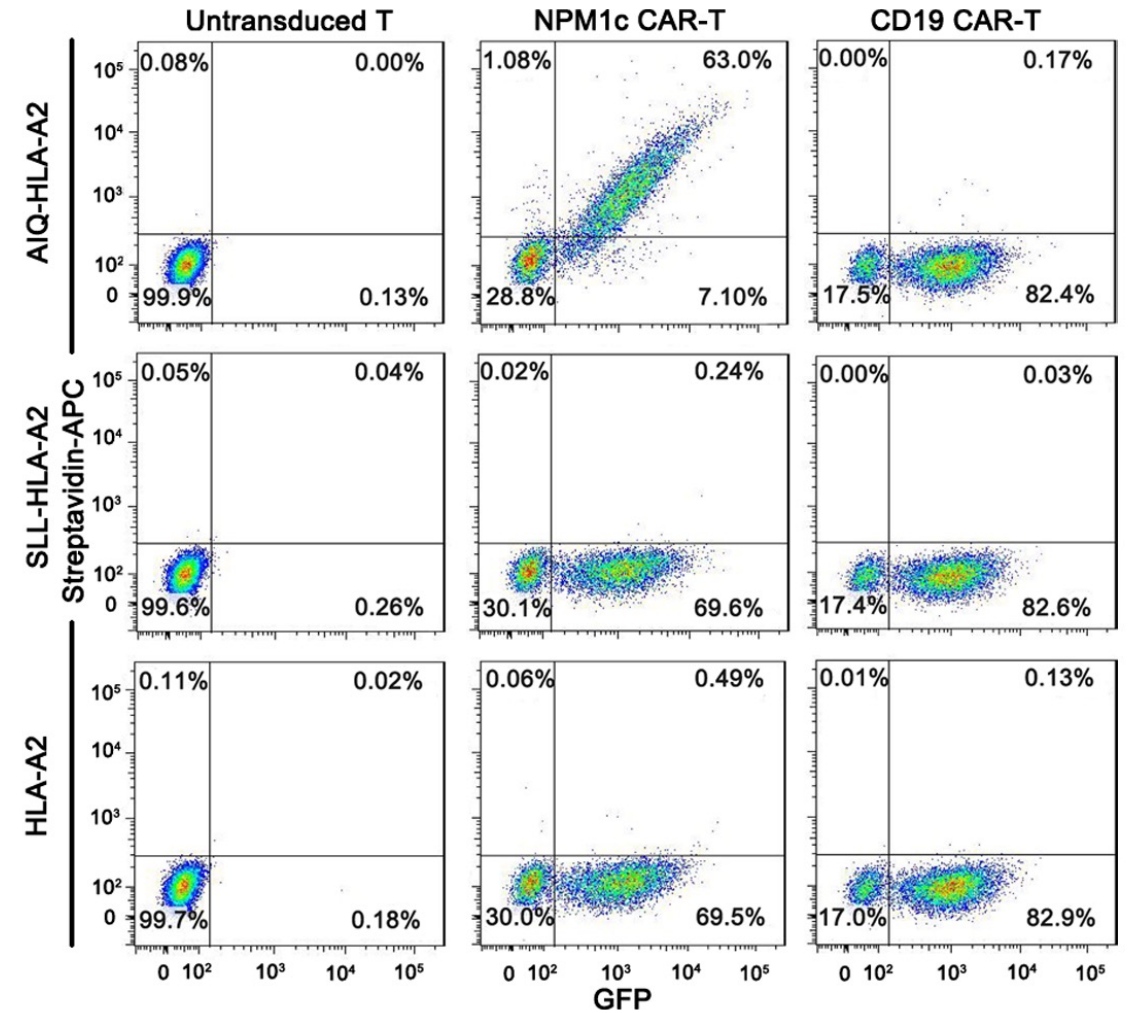 Untransduced T NPM1c CAR-T CD19 CAR-T
AIQ-HLA-A2
10⁵ 0.08% 0.00% 1.08% 63.0% 0.00% 0.17%
10⁴
10³
10²
0 99.9% 0.13% 28.8% 7.10% 17.5% 82.4%
SLL-HLA-A2
Streptavidin-APC
10⁵ 0.05% 0.04% 0.02% 0.24% 0.00% 0.03%
10⁴
10³
10²
0 99.6% 0.26% 30.1% 69.6% 17.4% 82.6%
HLA-A2
10⁵ 0.11% 0.02% 0.06% 0.49% 0.01% 0.13%
10⁴
10³
10²
0 99.7% 0.18% 30.0% 69.5% 17.0% 82.9%
0 10² 10³ 10⁴ 10⁵ 0 10² 10³ 10⁴ 10⁵ 0 10² 10³ 10⁴ 10⁵
GFP